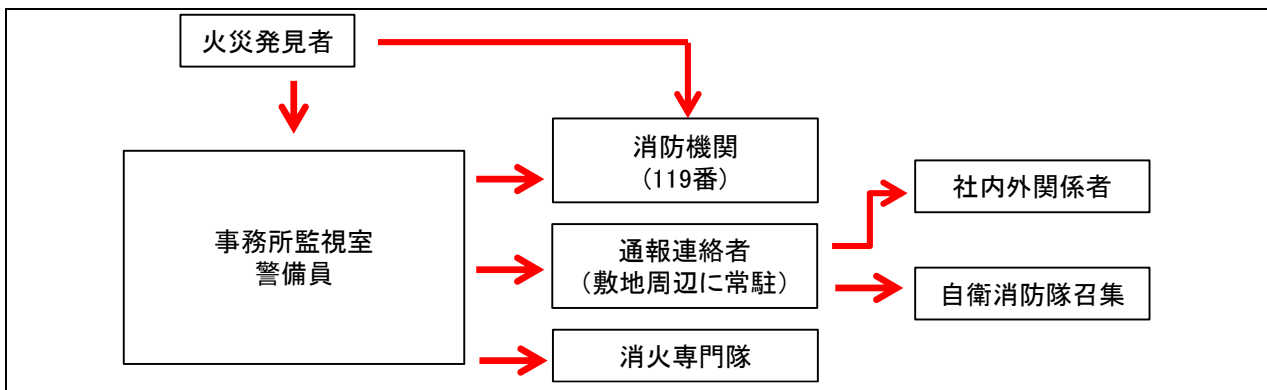 火災発見者
消防機関
(119番)
社内外関係者
事務所監視室
警備員
通報連絡者
(敷地周辺に常駐)
自衛消防隊召集
消火専門隊